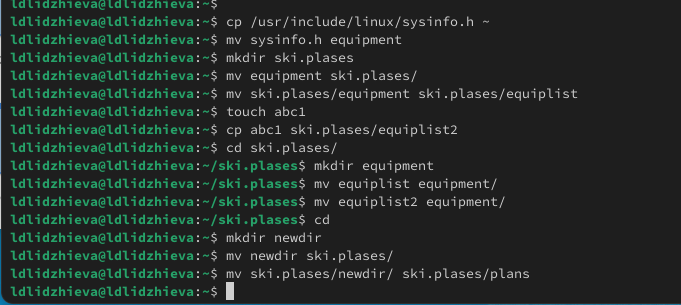 ldlidzhieva@ldlidzhieva:~$
ldlidzhieva@ldlidzhieva:~$ cp /usr/include/linux/sysinfo.h ~
ldlidzhieva@ldlidzhieva:~$ mv sysinfo.h equipment
ldlidzhieva@ldlidzhieva:~$ mkdir ski.plases
ldlidzhieva@ldlidzhieva:~$ mv equipment ski.plases/
ldlidzhieva@ldlidzhieva:~$ mv ski.plases/equipment ski.plases/equiplist
ldlidzhieva@ldlidzhieva:~$ touch abc1
ldlidzhieva@ldlidzhieva:~$ cp abc1 ski.plases/equiplist2
ldlidzhieva@ldlidzhieva:~$ cd ski.plases/
ldlidzhieva@ldlidzhieva:~/ski.plases$ mkdir equipment
ldlidzhieva@ldlidzhieva:~/ski.plases$ mv equiplist equipment/
ldlidzhieva@ldlidzhieva:~/ski.plases$ mv equiplist2 equipment/
ldlidzhieva@ldlidzhieva:~/ski.plases$ cd
ldlidzhieva@ldlidzhieva:~$ mkdir newdir
ldlidzhieva@ldlidzhieva:~$ mv newdir ski.plases/
ldlidzhieva@ldlidzhieva:~$ mv ski.plases/newdir/ ski.plases/plans
ldlidzhieva@ldlidzhieva:~$